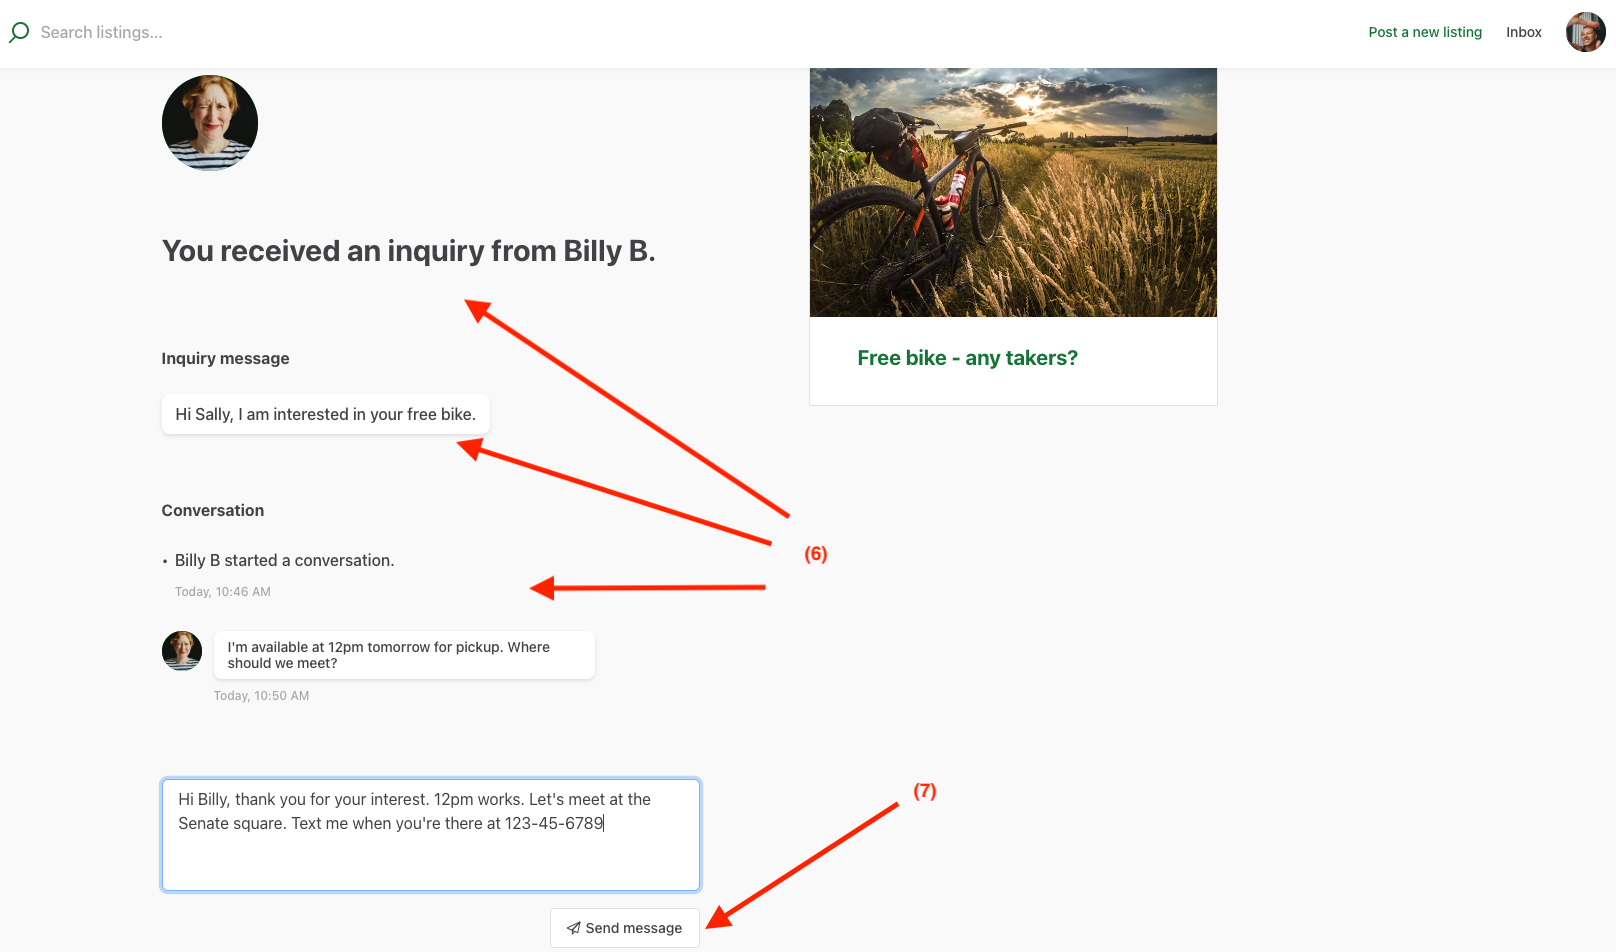 Search listings...
Post a new listing
Inbox
You received an inquiry from Billy B.
Free bike - any takers?
Inquiry message
Hi Sally, I am interested in your free bike.
Conversation
(6)
• Billy B started a conversation.
Today, 10:46 AM
I'm available at 12pm tomorrow for pickup. Where
should we meet?
Today, 10:50 AM
(7)
Hi Billy, thank you for your interest. 12pm works. Let's meet at the
Senate square. Text me when you're there at 123-45-6789
Send message